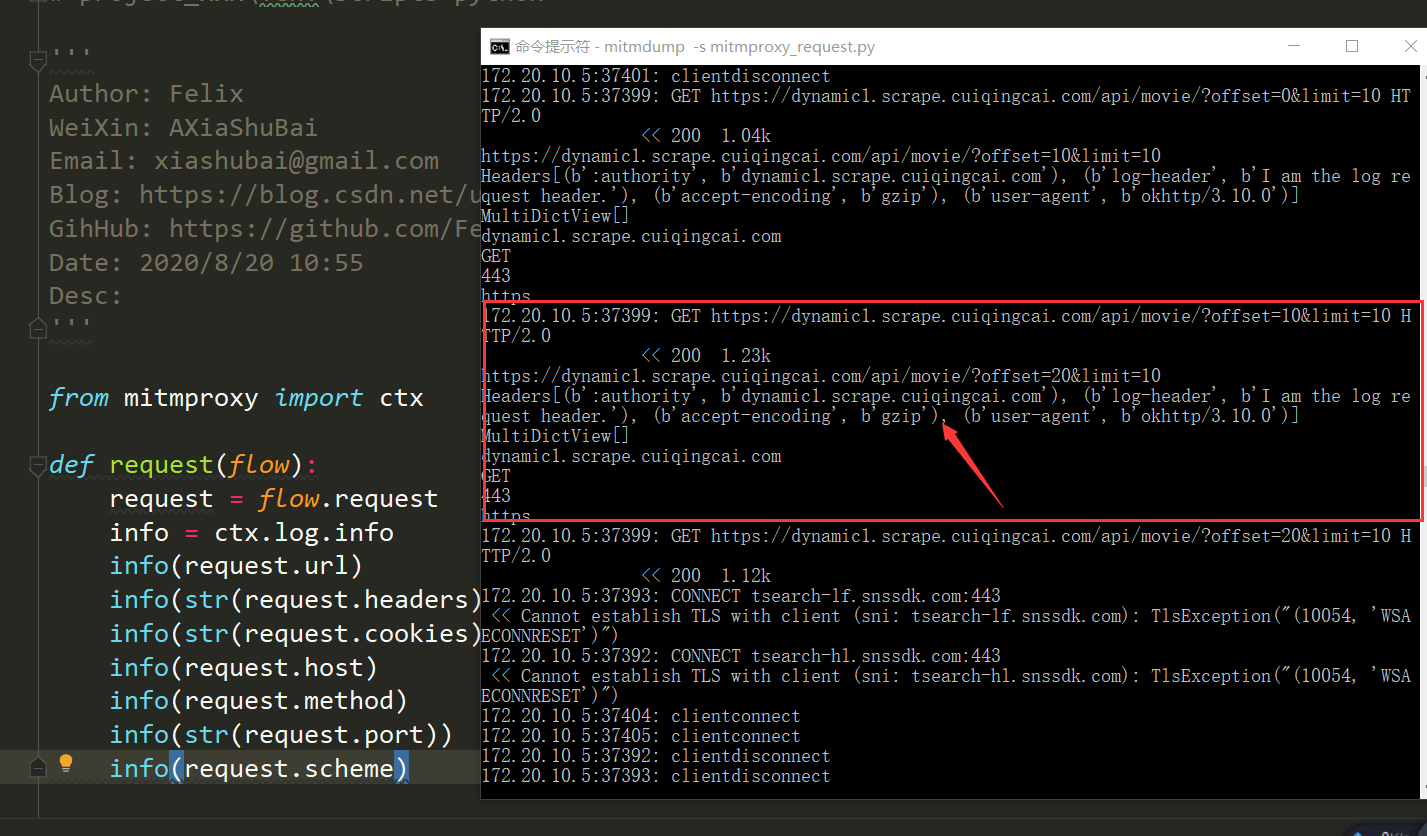 '''
Author: Felix
WeiXin: AXiaShuBai
Email: xiashubai@gmail.com
Blog: https://blog.csdn.net/u
GihHub: https://github.com/Fe
Date: 2020/8/20 10:55
Desc:
'''
from mitmproxy import ctx
def request(flow):
request = flow.request
info = ctx.log.info
info(request.url)
info(str(request.headers)
info(str(request.cookies)
info(request.host)
info(request.method)
info(str(request.port))
info(request.scheme)
命令提示符 - mitmdump -s mitmproxy_request.py
172.20.10.5:37401: clientdisconnect
172.20.10.5:37399: GET https://dynamic1.scrape.cuiqingcai.com/api/movie/?offset=0&limit=10 HT
TP/2.0
<< 200 1.04k
https://dynamic1.scrape.cuiqingcai.com/api/movie/?offset=10&limit=10
Headers[(b':authority', b'dynamic1.scrape.cuiqingcai.com'), (b'log-header', b'I am the log re
quest header.'), (b'accept-encoding', b'gzip'), (b'user-agent', b'okhttp/3.10.0')]
MultiDictView[]
dynamic1.scrape.cuiqingcai.com
GET
443
https
172.20.10.5:37399: GET https://dynamic1.scrape.cuiqingcai.com/api/movie/?offset=10&limit=10 H
TTP/2.0
<< 200 1.23k
https://dynamic1.scrape.cuiqingcai.com/api/movie/?offset=20&limit=10
Headers[(b':authority', b'dynamic1.scrape.cuiqingcai.com'), (b'log-header', b'I am the log re
quest header.'), (b'accept-encoding', b'gzip'), (b'user-agent', b'okhttp/3.10.0')]
MultiDictView[]
dynamic1.scrape.cuiqingcai.com
GET
443
https
172.20.10.5:37399: GET https://dynamic1.scrape.cuiqingcai.com/api/movie/?offset=20&limit=10 H
TTP/2.0
<< 200 1.12k
172.20.10.5:37393: CONNECT tsearch-lf.snssdk.com:443
<< Cannot establish TLS with client (sni: tsearch-lf.snssdk.com): TlsException("(10054, 'WSA
ECONNRESET')")
172.20.10.5:37392: CONNECT tsearch-hl.snssdk.com:443
<< Cannot establish TLS with client (sni: tsearch-hl.snssdk.com): TlsException("(10054, 'WSA
ECONNRESET')")
172.20.10.5:37404: clientconnect
172.20.10.5:37405: clientconnect
172.20.10.5:37392: clientdisconnect
172.20.10.5:37393: clientdisconnect